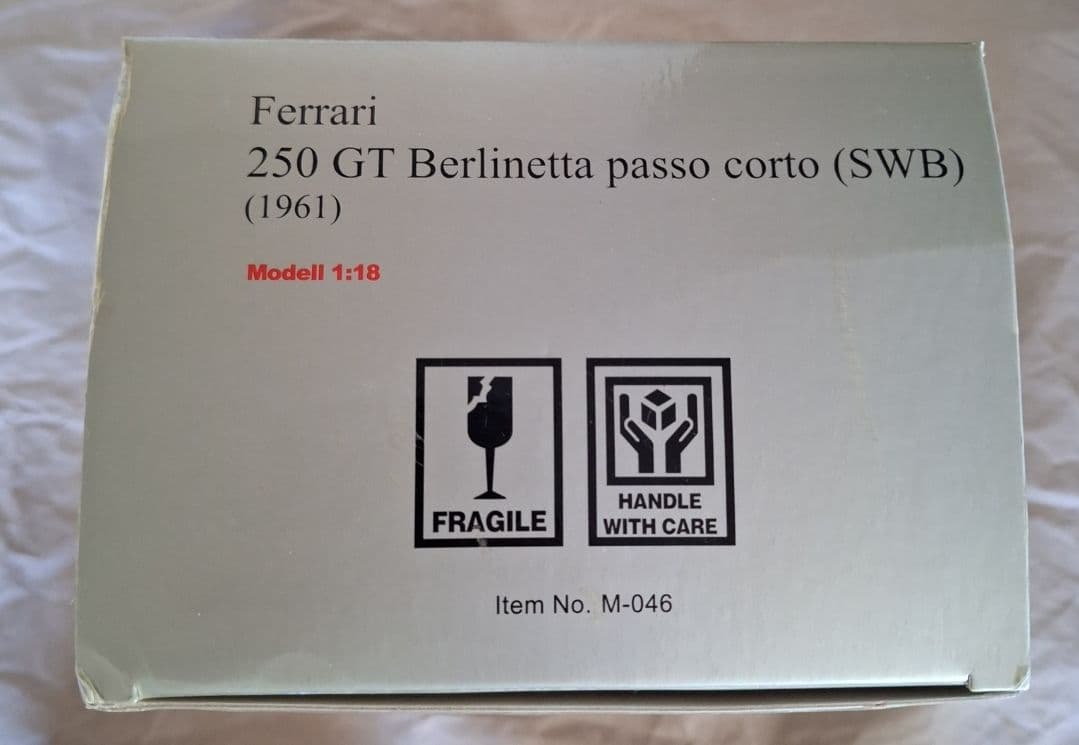 Ferrari
250 GT Berlinetta passo corto (SWB)
(1961)
Modell 1:18
FRAGILE
HANDLE
WITH CARE
Item No. M-046